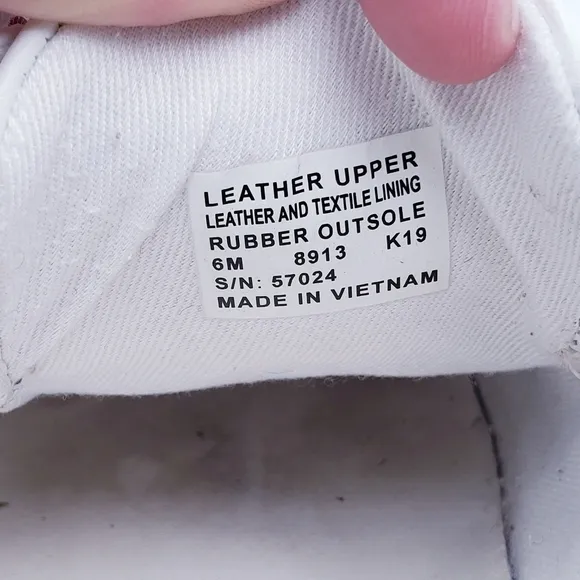 LEATHER UPPER
LEATHER AND TEXTILE LINING
RUBBER OUTSOLE
6M 8913 K19
S/N: 57024
MADE IN VIETNAM